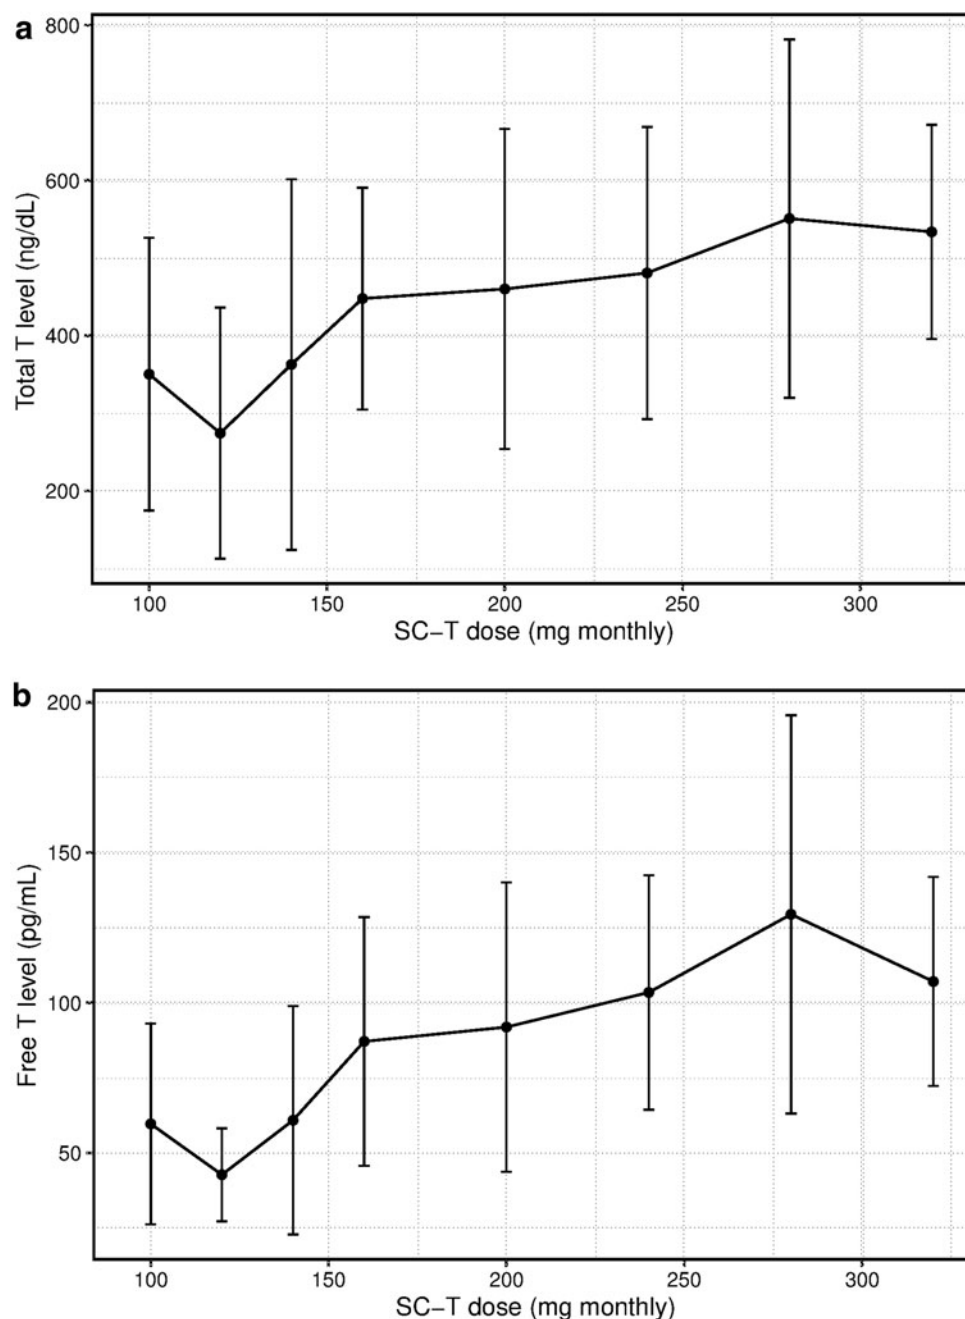 a
Total T level (ng/dL)
800
600
400
200
100 150 200 250 300
SC−T dose (mg monthly)
b
Free T level (pg/mL)
200
150
100
50
100 150 200 250 300
SC−T dose (mg monthly)